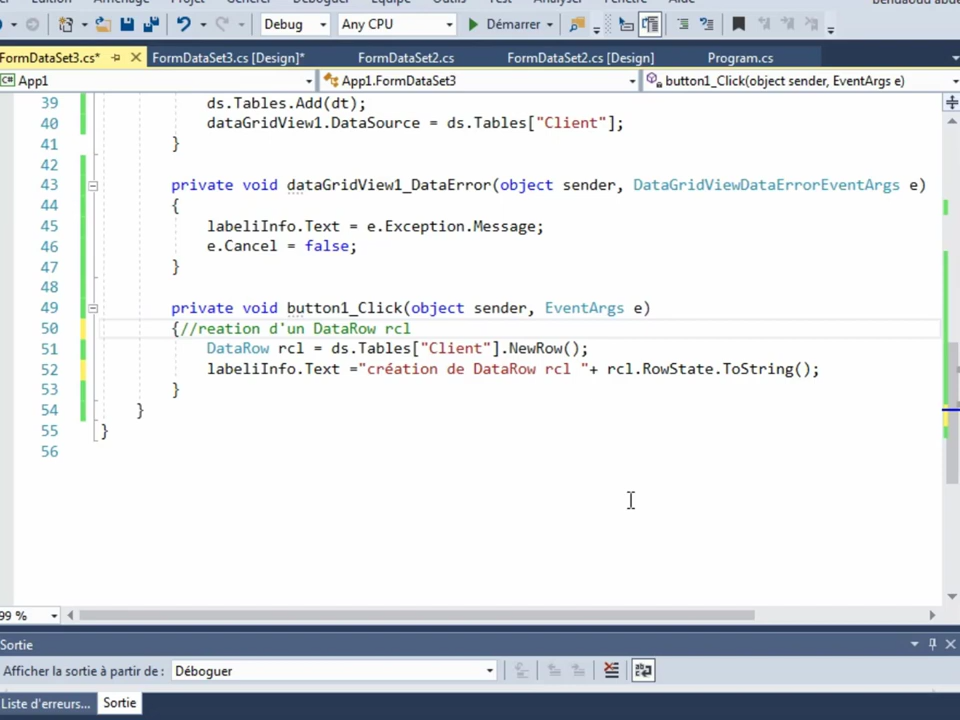 Déboguer
Debug Any CPU Démarrer
FormDataSet3.cs* FormDataSet3.cs [Design]* FormDataSet2.cs FormDataSet2.cs [Design] Program.cs
App1 App1.FormDataSet3 button1_Click(object sender, EventArgs e)
39 ds.Tables.Add(dt);
40 dataGridView1.DataSource = ds.Tables["Client"];
41 }
42
43 private void dataGridView1_DataError(object sender, DataGridViewDataErrorEventArgs e)
44 {
45 labeliInfo.Text = e.Exception.Message;
46 e.Cancel = false;
47 }
48
49 private void button1_Click(object sender, EventArgs e)
50 {//reation d'un DataRow rcl
51 DataRow rcl = ds.Tables["Client"].NewRow();
52 labeliInfo.Text ="création de DataRow rcl "+ rcl.RowState.ToString();
53 }
54 }
55 }
56
99 %
Sortie
Afficher la sortie à partir de : Déboguer
Liste d'erreurs... Sortie